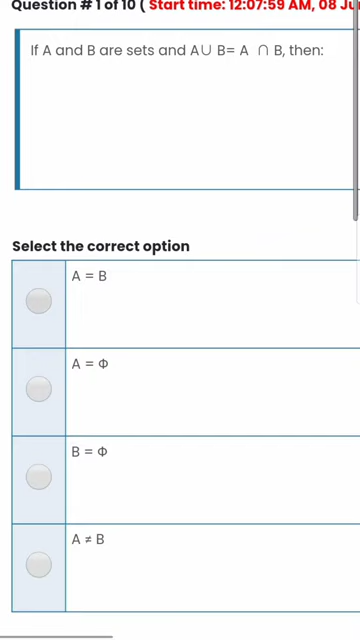 Question # 1 of 10 ( Start time: 12:07:59 AM, 08 Ju
If A and B are sets and A∪ B= A ∩ B, then:
Select the correct option
A = B
A = Φ
B = Φ
A ≠ B